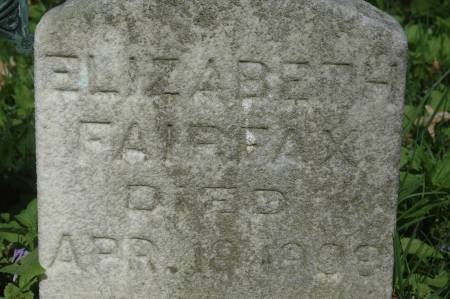 ELIZABETH
FAIRFAX
DIED
APR. 18, 1908